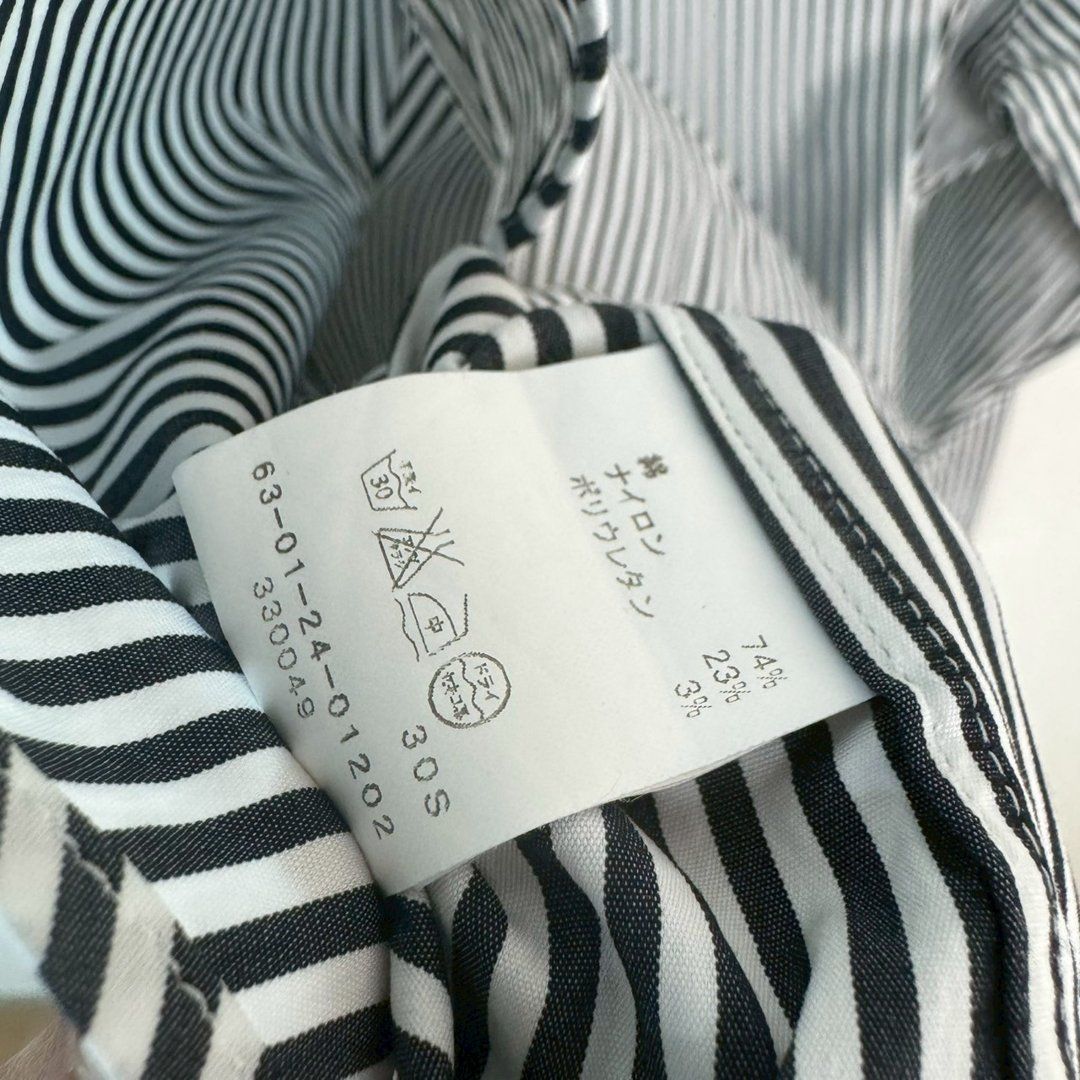 綿 74%
ナイロン 23%
ポリウレタン 3%
30
中
ドライ
30S
63-01-24-01202
330049